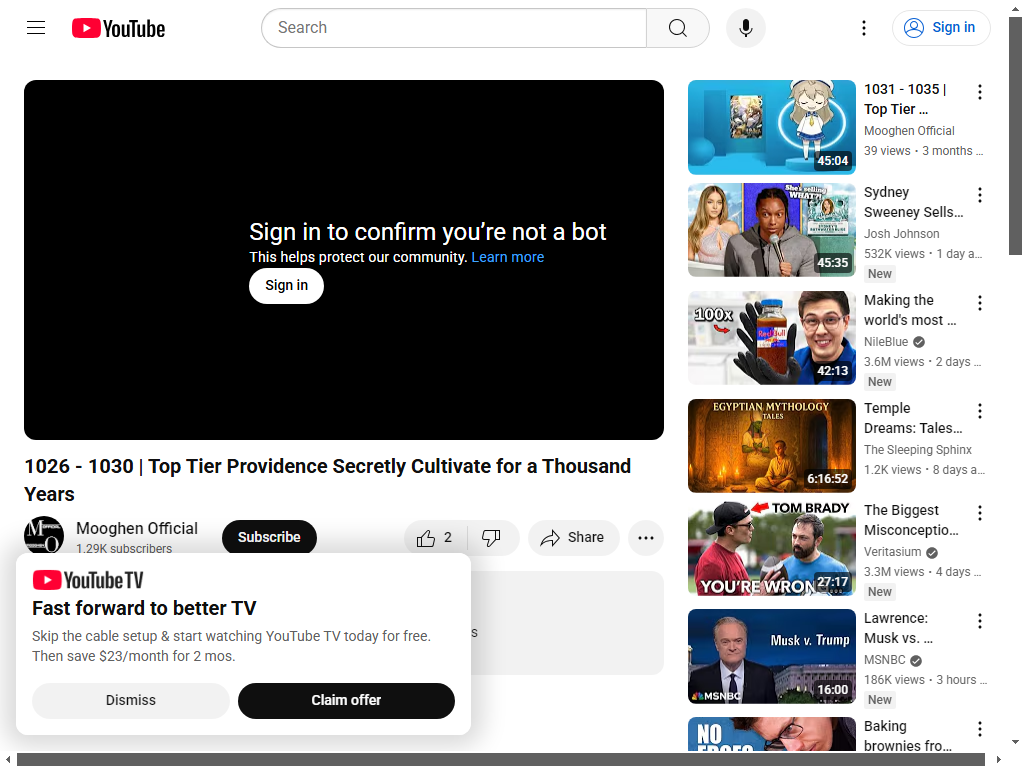 YouTube
Search
Sign in
Sign in to confirm you're not a bot
This helps protect our community. Learn more
Sign in
1026 - 1030 | Top Tier Providence Secretly Cultivate for a Thousand
Years
Mooghen Official
1.29K subscribers
Subscribe
2
Share
s
YouTube TV
Fast forward to better TV
Skip the cable setup & start watching YouTube TV today for free.
Then save $23/month for 2 mos.
Dismiss
Claim offer
45:04
1031 - 1035 |
Top Tier ...
Mooghen Official
39 views • 3 months ...
She's selling
WHAT?!
45:35
Sydney
Sweeney Sells...
Josh Johnson
532K views • 1 day a...
New
100x
Red Bull
42:13
Making the
world's most ...
NileBlue
3.6M views • 2 days ...
New
EGYPTIAN MYTHOLOGY
TALES
6:16:52
Temple
Dreams: Tales...
The Sleeping Sphinx
1.2K views • 8 days a...
TOM BRADY
YOU'RE WRONG
27:17
The Biggest
Misconceptio...
Veritasium
3.3M views • 4 days ...
New
Musk v. Trump
MSNBC
16:00
Lawrence:
Musk vs. ...
MSNBC
186K views • 3 hours ...
New
NO
Baking
brownies fro...